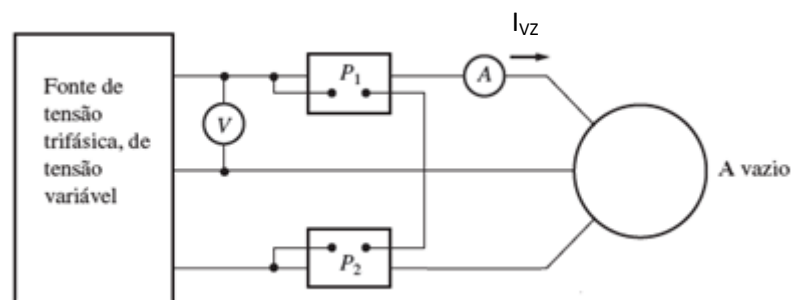 I_VZ
Fonte de
tensão
trifásica, de
tensão
variável
V
P₁
A
A vazio
P₂